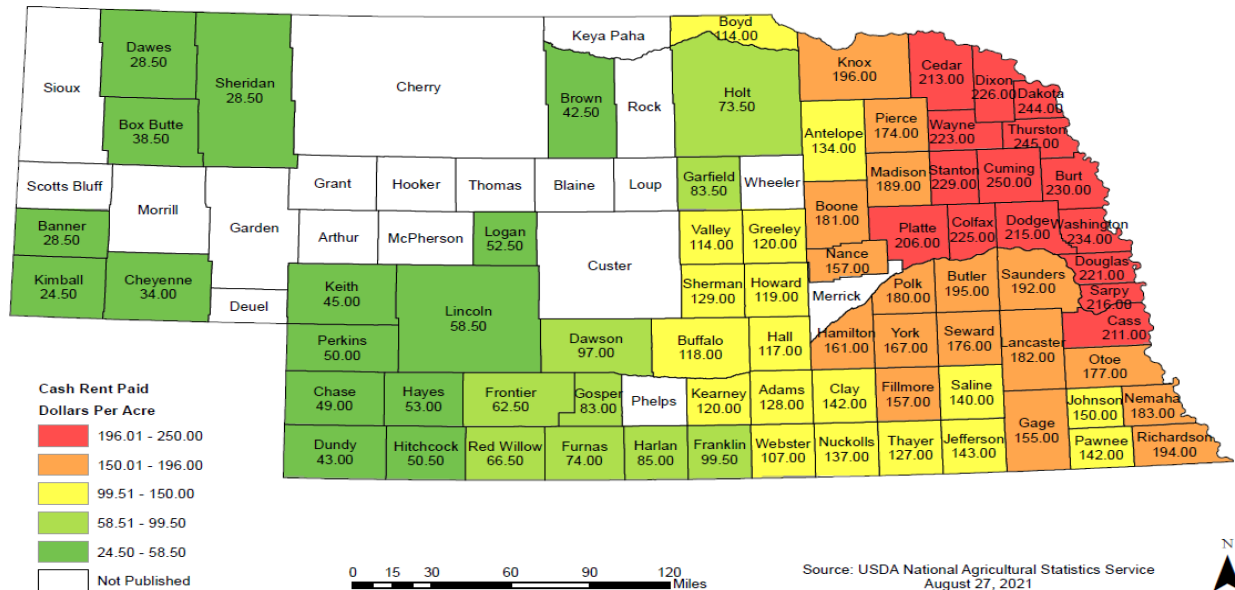 Boyd
114.00
Keya Paha
Knox
196.00
Cedar
213.00
Dixon
226.00
Dakota
244.00
Dawes
28.50
Sheridan
28.50
Sioux
Cherry
Brown
42.50
Rock
Holt
73.50
Box Butte
38.50
Antelope
134.00
Pierce
174.00
Wayne
223.00
Thurston
245.00
Scotts Bluff
Morrill
Garden
Grant
Hooker
Thomas
Blaine
Loup
Garfield
83.50
Wheeler
Madison
189.00
Stanton
229.00
Cuming
250.00
Burt
230.00
Boone
181.00
Banner
28.50
Arthur
McPherson
Logan
52.50
Custer
Valley
114.00
Greeley
120.00
Platte
206.00
Colfax
225.00
Dodge
215.00
Washington
234.00
Nance
157.00
Douglas
221.00
Kimball
24.50
Cheyenne
34.00
Deuel
Keith
45.00
Lincoln
58.50
Sherman
129.00
Howard
119.00
Merrick
Polk
180.00
Butler
195.00
Saunders
192.00
Sarpy
216.00
Cass
211.00
Perkins
50.00
Dawson
97.00
Buffalo
118.00
Hall
117.00
Hamilton
161.00
York
167.00
Seward
176.00
Lancaster
182.00
Otoe
177.00
Chase
49.00
Hayes
53.00
Frontier
62.50
Gosper
83.00
Phelps
Kearney
120.00
Adams
128.00
Clay
142.00
Fillmore
157.00
Saline
140.00
Gage
155.00
Johnson
150.00
Nemaha
183.00
Dundy
43.00
Hitchcock
50.50
Red Willow
66.50
Furnas
74.00
Harlan
85.00
Franklin
99.50
Webster
107.00
Nuckolls
137.00
Thayer
127.00
Jefferson
143.00
Pawnee
142.00
Richardson
194.00
Cash Rent Paid
Dollars Per Acre
196.01 - 250.00
150.01 - 196.00
99.51 - 150.00
58.51 - 99.50
24.50 - 58.50
Not Published
0 15 30 60 90 120
Miles
Source: USDA National Agricultural Statistics Service
August 27, 2021
N